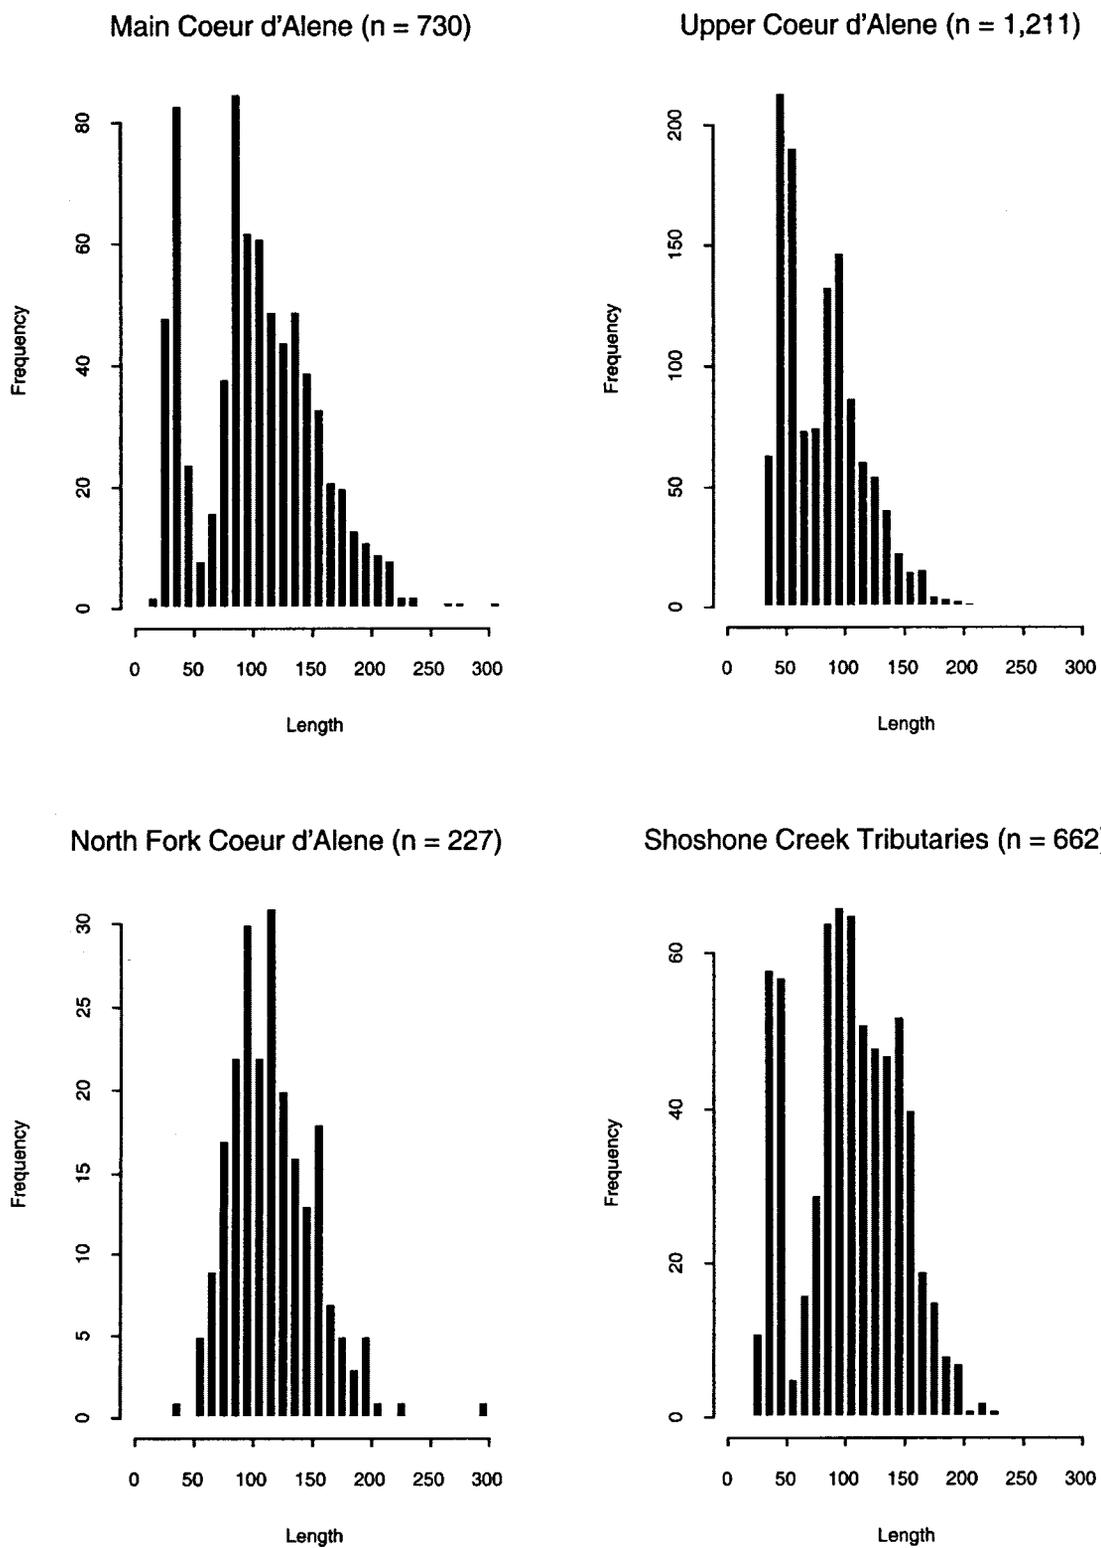 Main Coeur d'Alene (n = 730)
Frequency
80
60
40
20
0
0 50 100 150 200 250 300
Length
Upper Coeur d'Alene (n = 1,211)
Frequency
200
150
100
50
0
0 50 100 150 200 250 300
Length
North Fork Coeur d'Alene (n = 227)
Frequency
30
25
20
15
10
5
0
0 50 100 150 200 250 300
Length
Shoshone Creek Tributaries (n = 662)
Frequency
60
40
20
0
0 50 100 150 200 250 300
Length